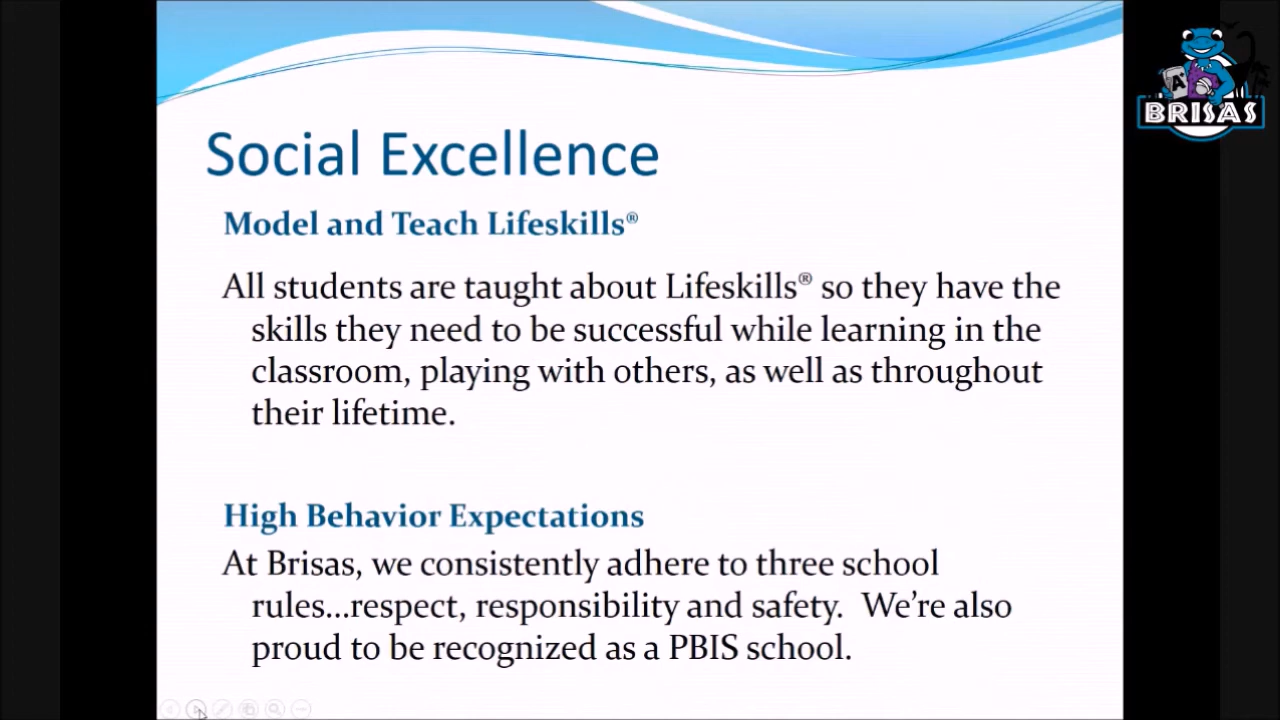 Social Excellence
Model and Teach Lifeskills®
All students are taught about Lifeskills® so they have the
skills they need to be successful while learning in the
classroom, playing with others, as well as throughout
their lifetime.
High Behavior Expectations
At Brisas, we consistently adhere to three school
rules...respect, responsibility and safety.  We're also
proud to be recognized as a PBIS school.
A+
BRISAS